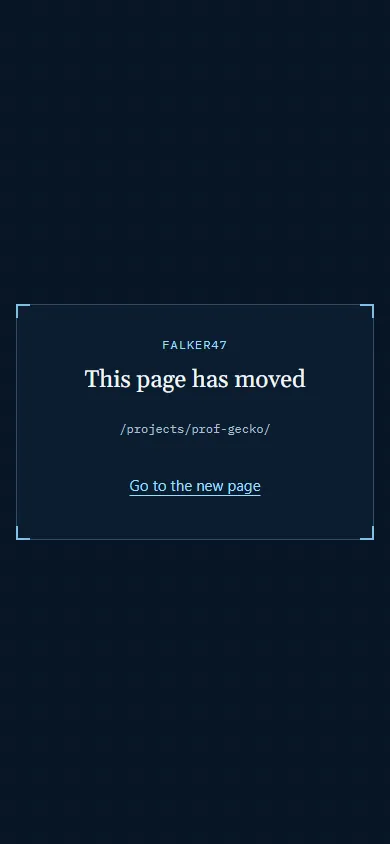 FALKER47
This page has moved
/projects/prof-gecko/
Go to the new page